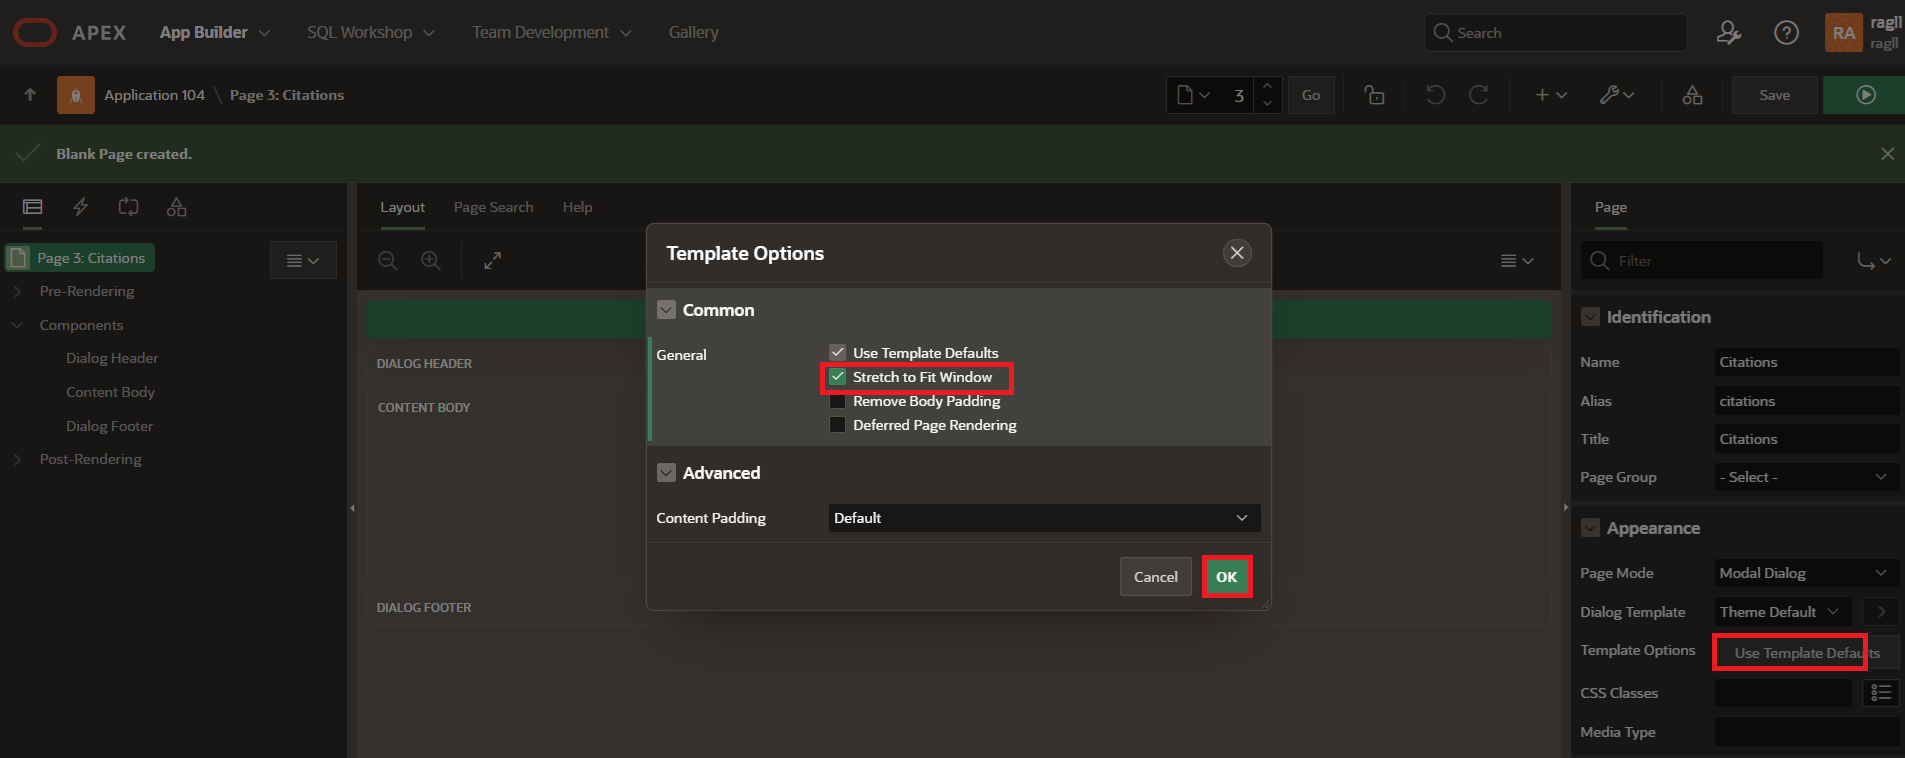 APEX App Builder SQL Workshop Team Development Gallery Search RA ragll
ragll
Application 104 \ Page 3: Citations 3 Go Save
Blank Page created.
Layout Page Search Help Page
Page 3: Citations
Pre-Rendering
Components
Dialog Header
Content Body
Dialog Footer
Post-Rendering
DIALOG HEADER
CONTENT BODY
DIALOG FOOTER
Template Options
Common
General
Use Template Defaults
Stretch to Fit Window
Remove Body Padding
Deferred Page Rendering
Advanced
Content Padding Default
Cancel OK
Filter
Identification
Name Citations
Alias citations
Title Citations
Page Group - Select -
Appearance
Page Mode Modal Dialog
Dialog Template Theme Default
Template Options Use Template Defaults
CSS Classes
Media Type